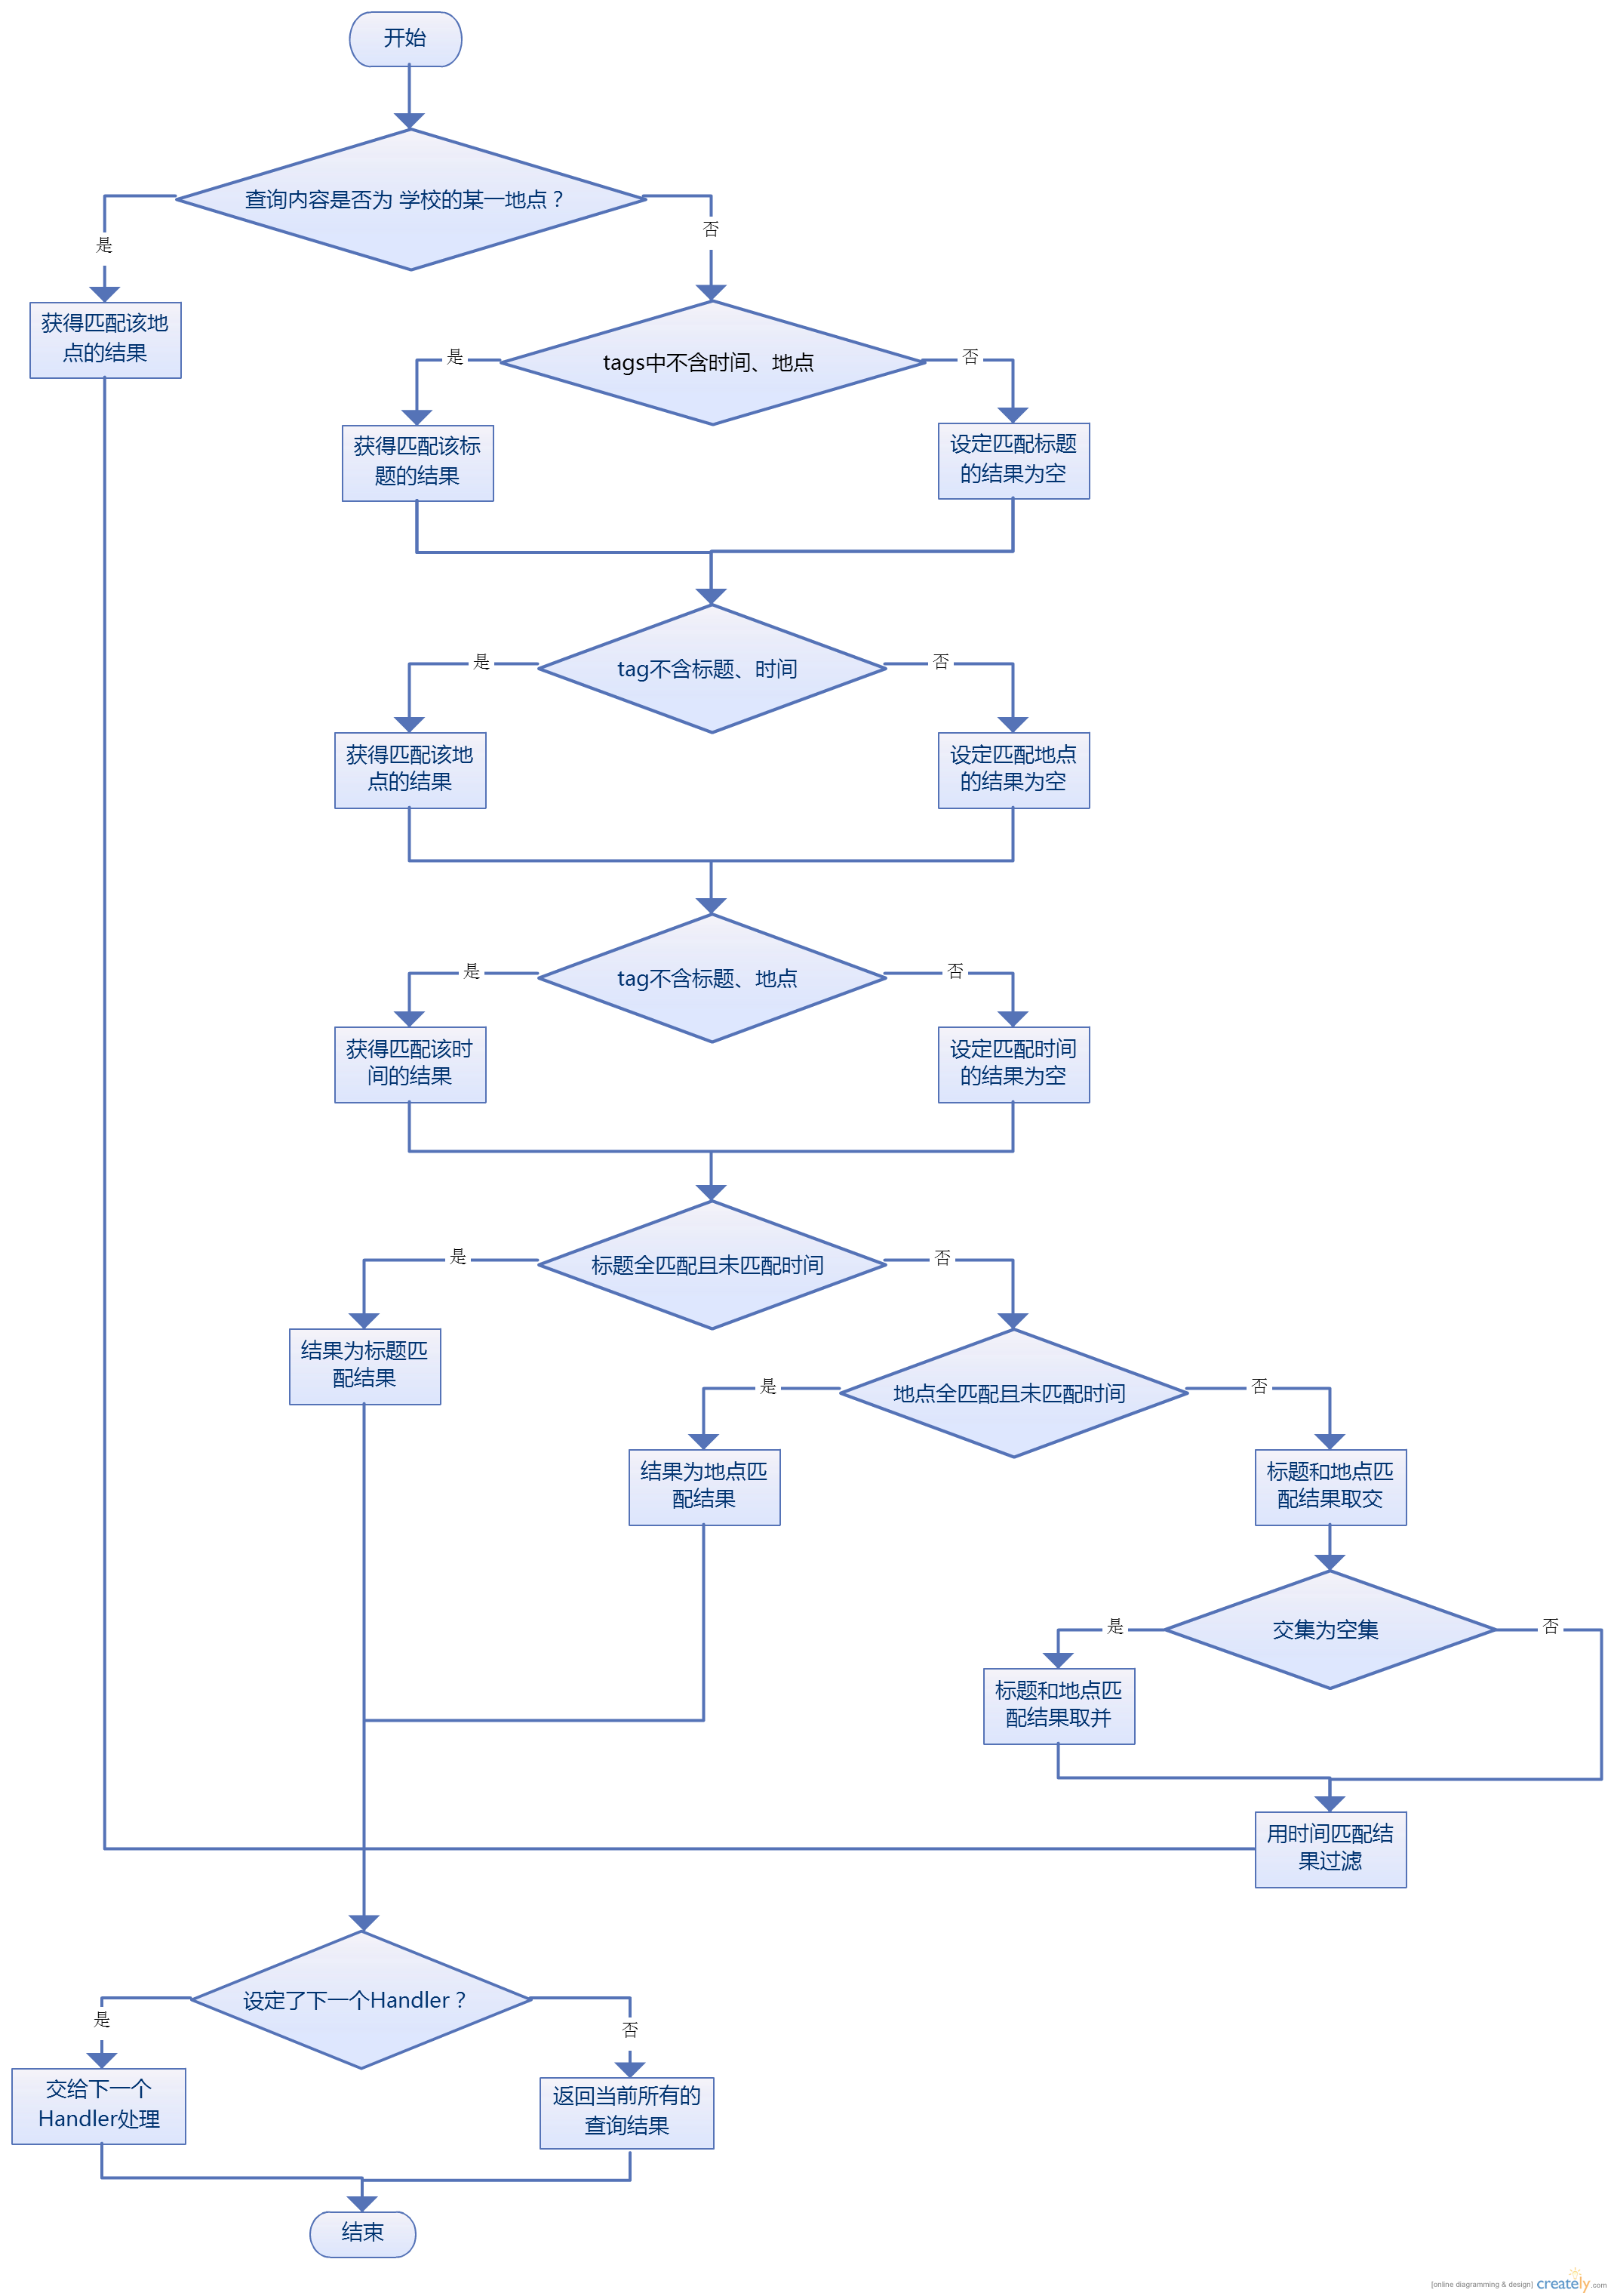 开始
查询内容是否为 学校的某一地点？
是
否
获得匹配该地
点的结果
tags中不含时间、地点
是
否
获得匹配该标
题的结果
设定匹配标题
的结果为空
tag不含标题、时间
是
否
获得匹配该地
点的结果
设定匹配地点
的结果为空
tag不含标题、地点
是
否
获得匹配该时
间的结果
设定匹配时间
的结果为空
标题全匹配且未匹配时间
是
否
结果为标题匹
配结果
地点全匹配且未匹配时间
是
否
结果为地点匹
配结果
标题和地点匹
配结果取交
交集为空集
是
否
标题和地点匹
配结果取并
用时间匹配结
果过滤
设定了下一个Handler？
是
否
交给下一个
Handler处理
返回当前所有的
查询结果
结束
[online diagramming & design] creately.com